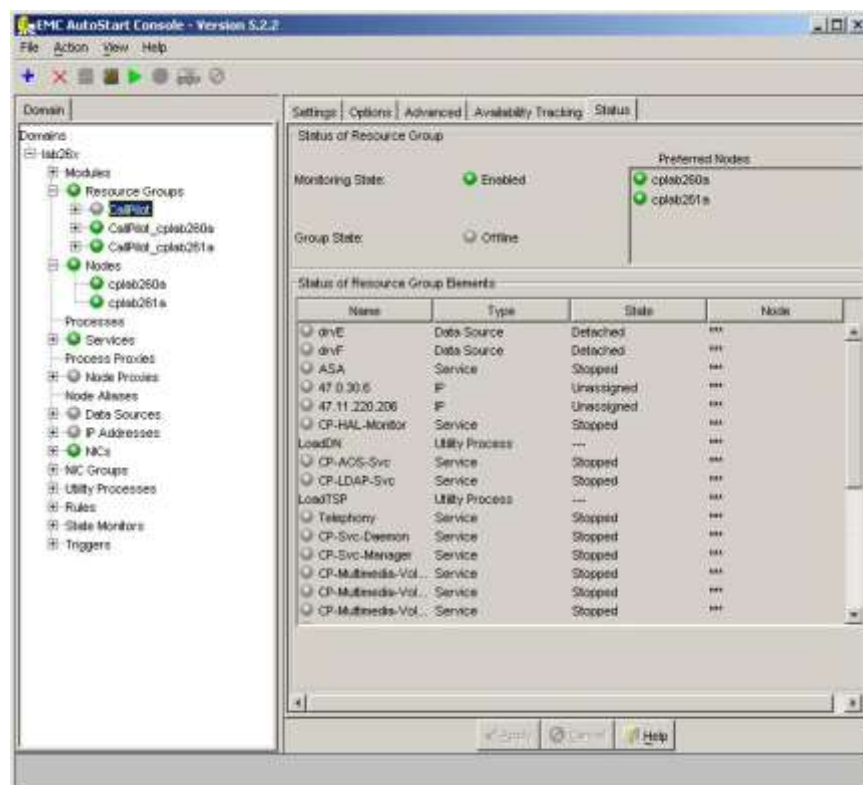 EMC AutoStart Console - Version 5.2.2
File Action View Help
Domain
Domains
lab26x
Modules
Resource Groups
CallPilot
CallPilot_cplab260a
CallPilot_cplab261a
Nodes
cplab260a
cplab261a
Processes
Services
Process Proxies
Node Proxies
Node Aliases
Data Sources
IP Addresses
NICs
NIC Groups
Utility Processes
Rules
State Monitors
Triggers
Settings Options Advanced Availability Tracking Status
Status of Resource Group
Preferred Nodes
Monitoring State: Enabled
cplab260a
cplab261a
Group State: Offline
Status of Resource Group Elements
Name Type State Node
drvE Data Source Detached ***
drvF Data Source Detached ***
ASA Service Stopped ***
47.0.30.6 IP Unassigned ***
47.11.220.206 IP Unassigned ***
CP-HAL-Monitor Service Stopped ***
LoadDN Utility Process --- ***
CP-AOS-Svc Service Stopped ***
CP-LDAP-Svc Service Stopped ***
LoadTSP Utility Process --- ***
Telephony Service Stopped ***
CP-Svc-Daemon Service Stopped ***
CP-Svc-Manager Service Stopped ***
CP-Multimedia-Vol... Service Stopped ***
CP-Multimedia-Vol... Service Stopped ***
CP-Multimedia-Vol... Service Stopped ***
Apply Cancel Help